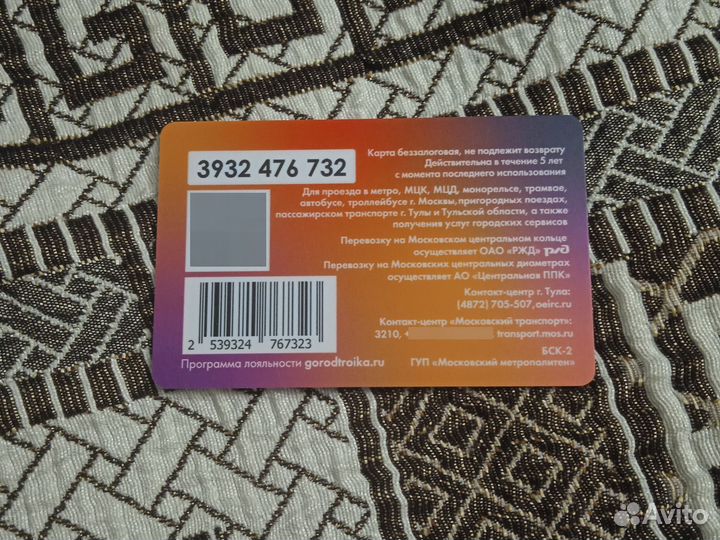 3932 476 732
Карта беззалоговая, не подлежит возврату
Действительна в течение 5 лет
с момента последнего использования
Для проезда в метро, МЦК, МЦД, монорельсе, трамвае,
автобусе, троллейбусе г. Москвы, пригородных поездах,
пассажирском транспорте г. Тулы и Тульской области, а также
получения услуг городских сервисов
Перевозку на Московском центральном кольце
осуществляет ОАО «РЖД» ржд
Перевозку на Московских центральных диаметрах
осуществляет АО «Центральная ППК»
Контакт-центр г. Тула:
(4872) 705-507, oeirc.ru
Контакт-центр «Московский транспорт»:
3210, + transport.mos.ru
БСК-2
ГУП «Московский метрополитен»
2 539324 767323
Программа лояльности gorodtroika.ru
Avito